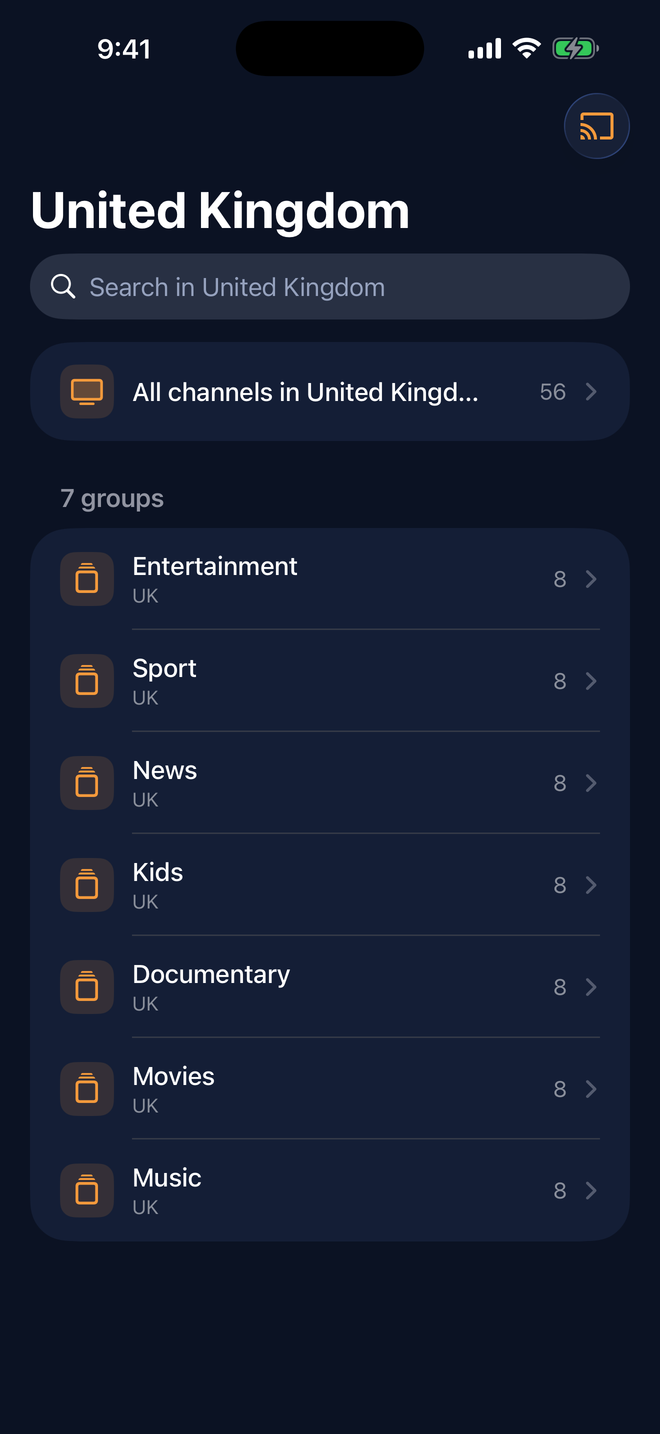 9:41
United Kingdom
Search in United Kingdom
All channels in United Kingd... 56
7 groups
Entertainment 8
UK
Sport 8
UK
News 8
UK
Kids 8
UK
Documentary 8
UK
Movies 8
UK
Music 8
UK